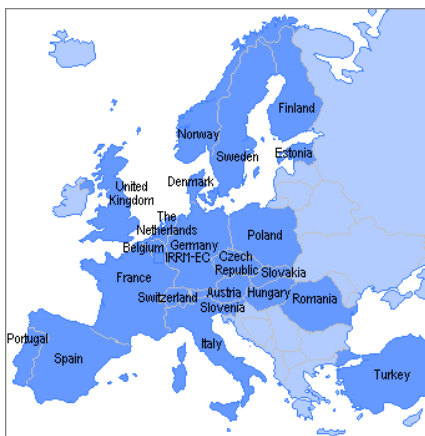 Finland
Norway
Sweden
Estonia
Denmark
United
Kingdom
The
Netherlands
Belgium
Germany
IRRM-EC
Poland
Czech
Republic
Slovakia
France
Switzerland
Austria
Hungary
Slovenia
Romania
Portugal
Spain
Italy
Turkey